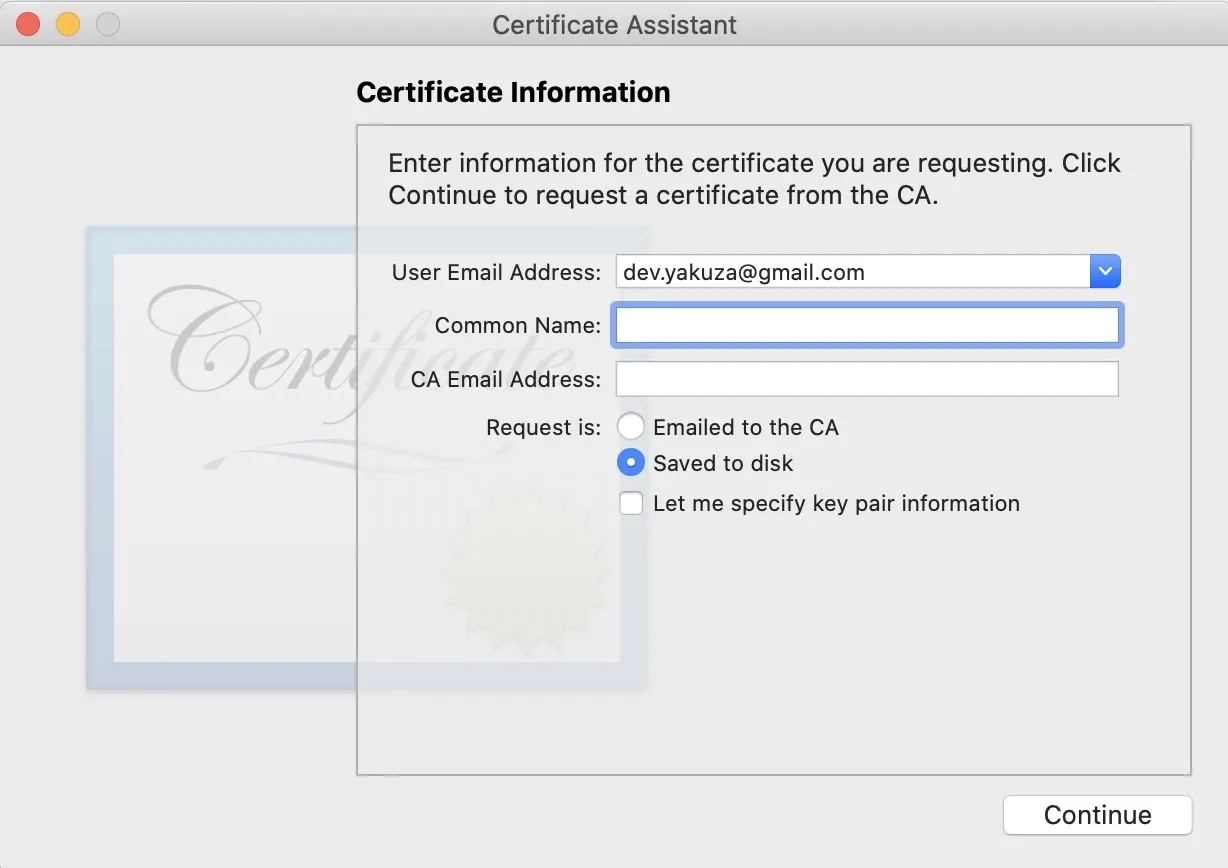 Certificate Assistant
Certificate Information
Enter information for the certificate you are requesting. Click
Continue to request a certificate from the CA.
User Email Address: dev.yakuza@gmail.com
Common Name:
Certificate
CA Email Address:
Request is: Emailed to the CA
Saved to disk
Let me specify key pair information
Continue